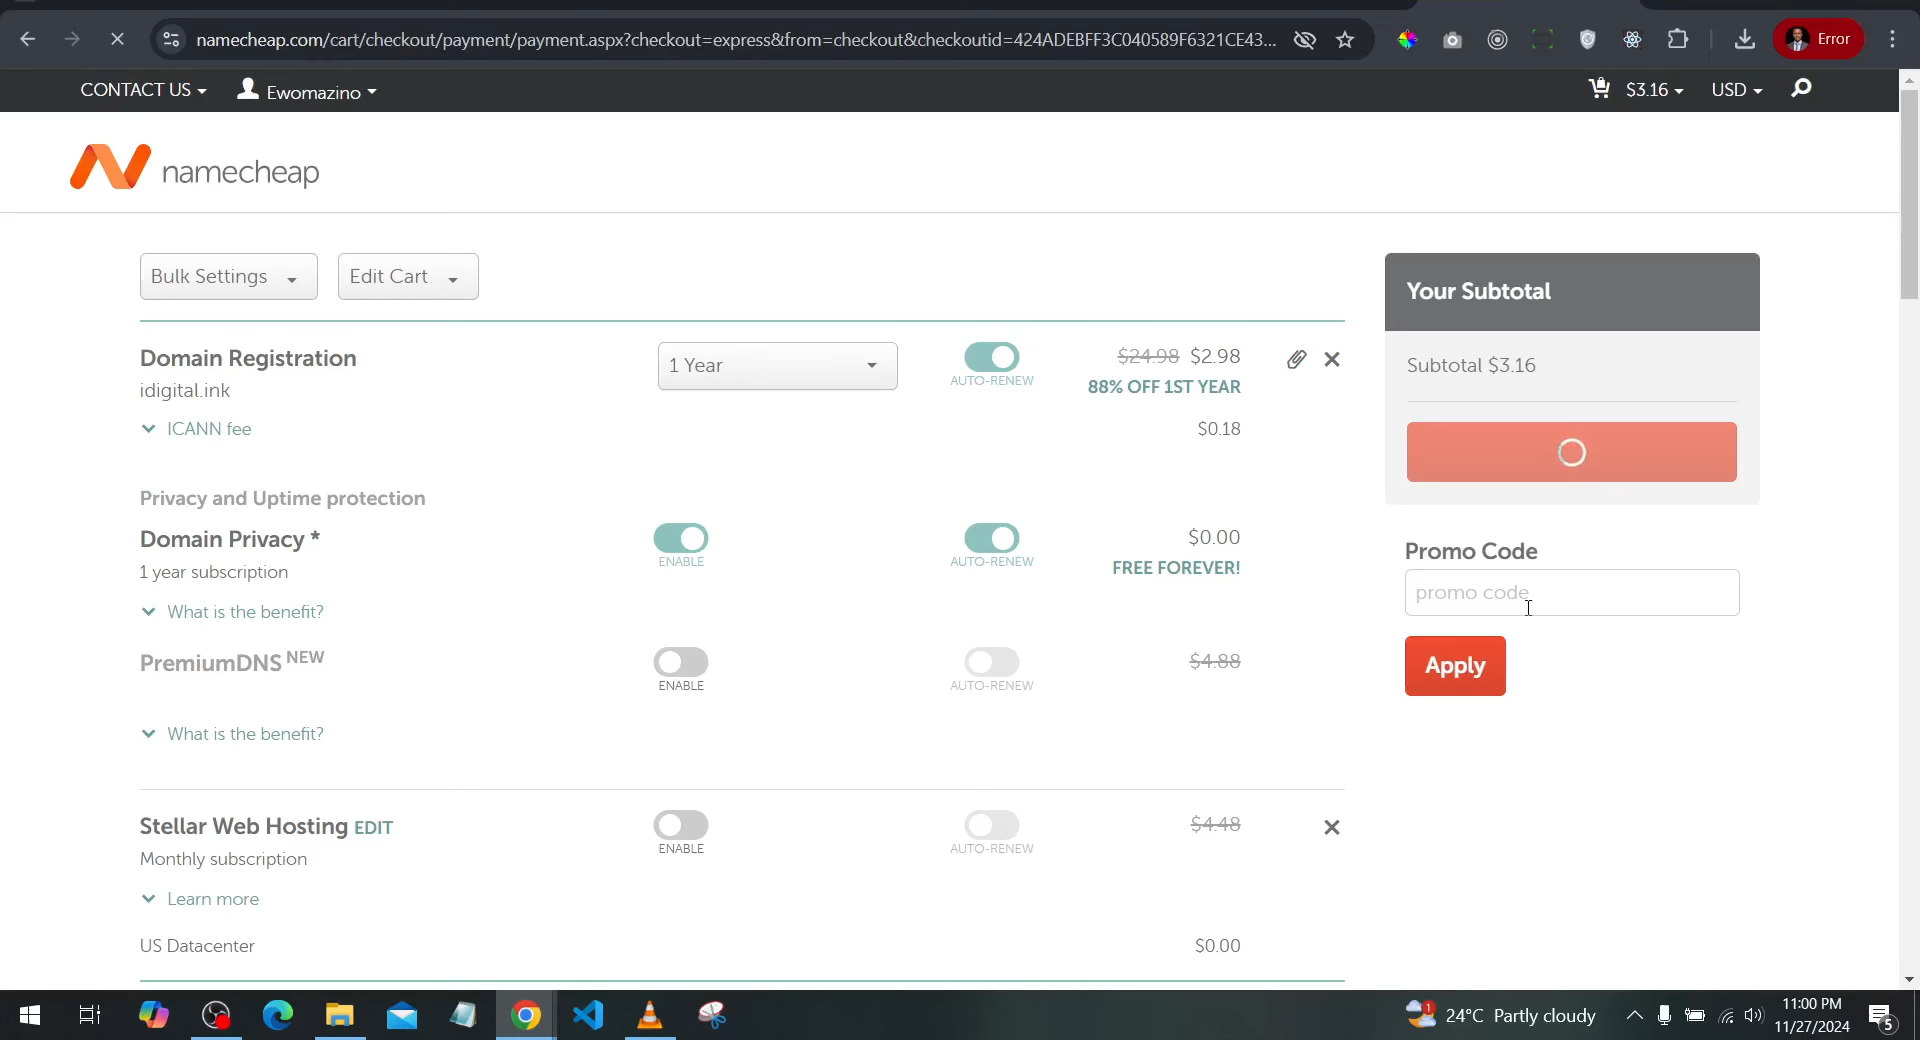 namecheap.com/cart/checkout/payment/payment.aspx?checkout=express&from=checkout&checkoutid=424ADEBFF3C040589F6321CE43...
Error
CONTACT US
Ewomazino
$3.16
USD
namecheap
Bulk Settings
Edit Cart
Your Subtotal
Domain Registration
1 Year
AUTO-RENEW
$24.98 $2.98
Subtotal $3.16
idigital.ink
88% OFF 1ST YEAR
ICANN fee
$0.18
Privacy and Uptime protection
Domain Privacy *
ENABLE
AUTO-RENEW
$0.00
1 year subscription
FREE FOREVER!
Promo Code
promo code
What is the benefit?
PremiumDNS NEW
ENABLE
AUTO-RENEW
$4.88
Apply
What is the benefit?
Stellar Web Hosting EDIT
ENABLE
AUTO-RENEW
$4.48
Monthly subscription
Learn more
US Datacenter
$0.00
1
24°C Partly cloudy
11:00 PM
11/27/2024
5